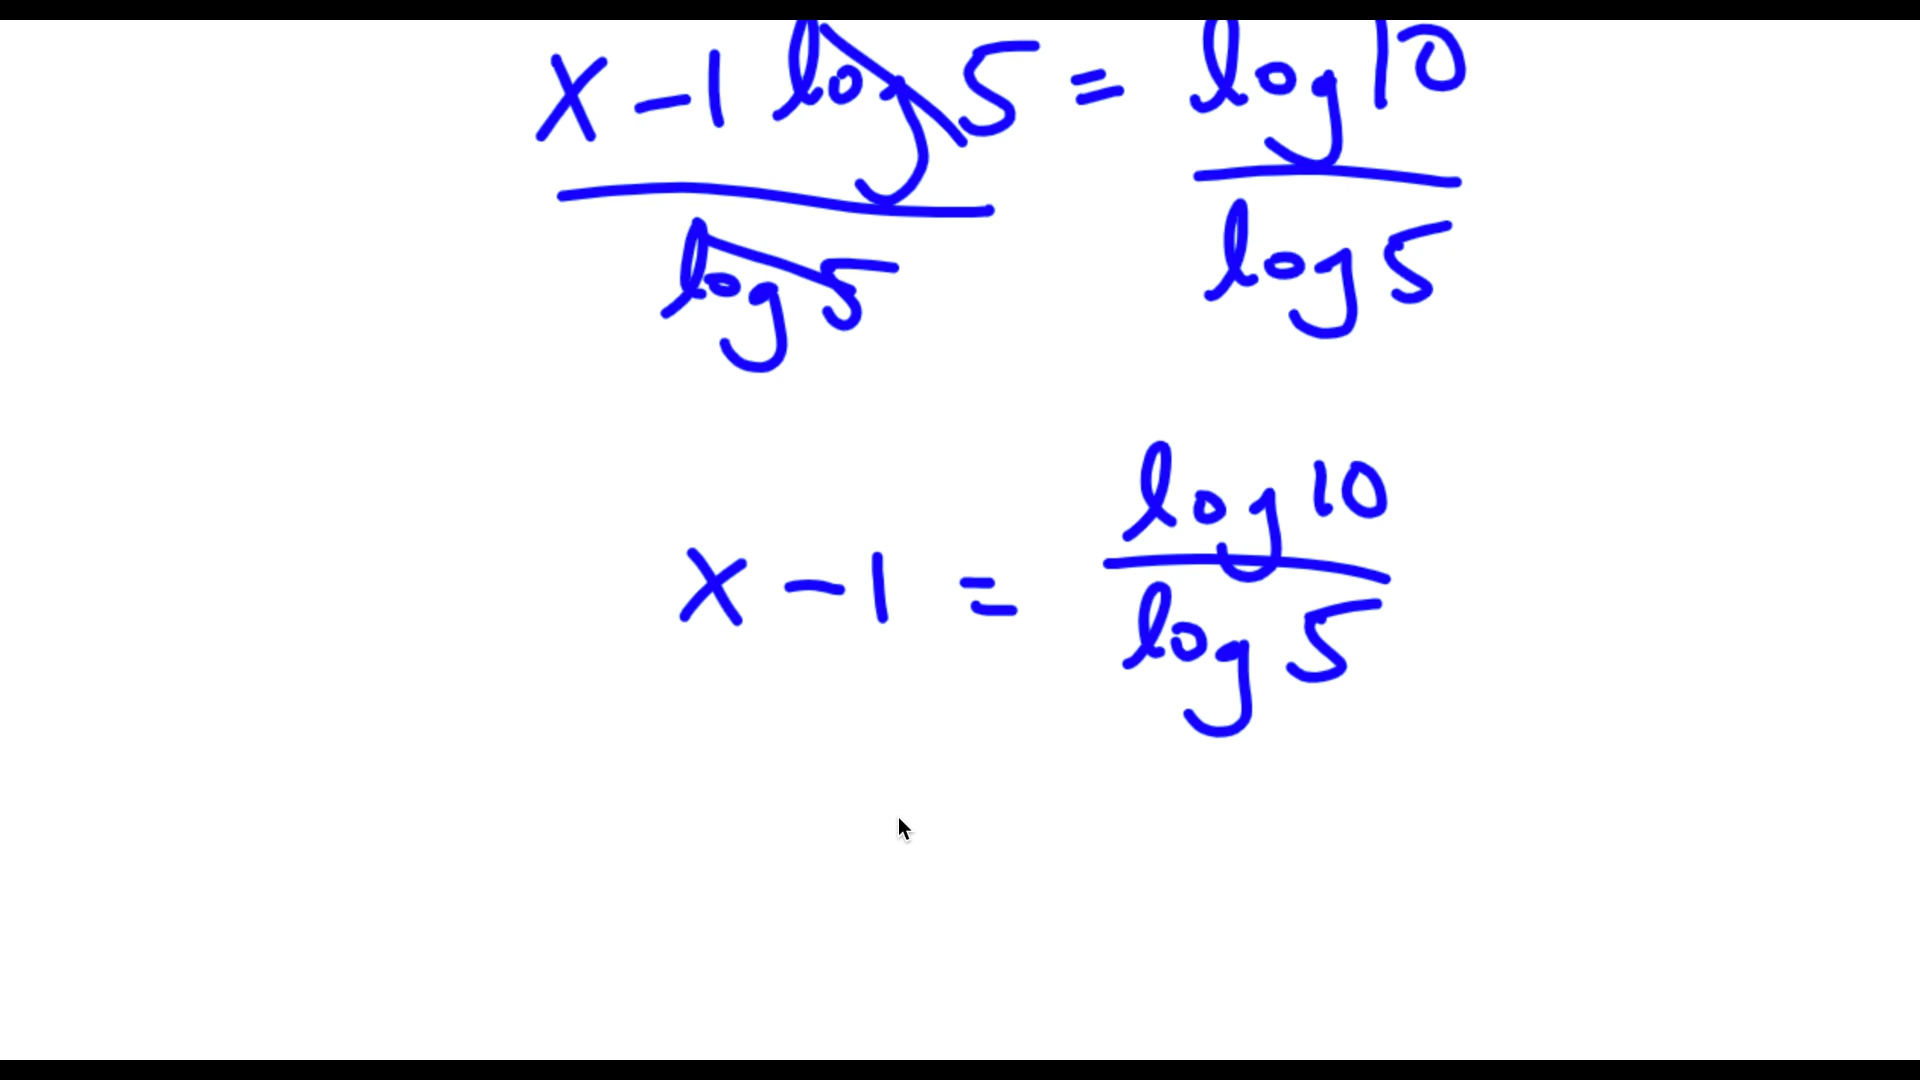 x - 1 log 5 = log 10
log 5 log 5
log 10
x - 1 =
log 5